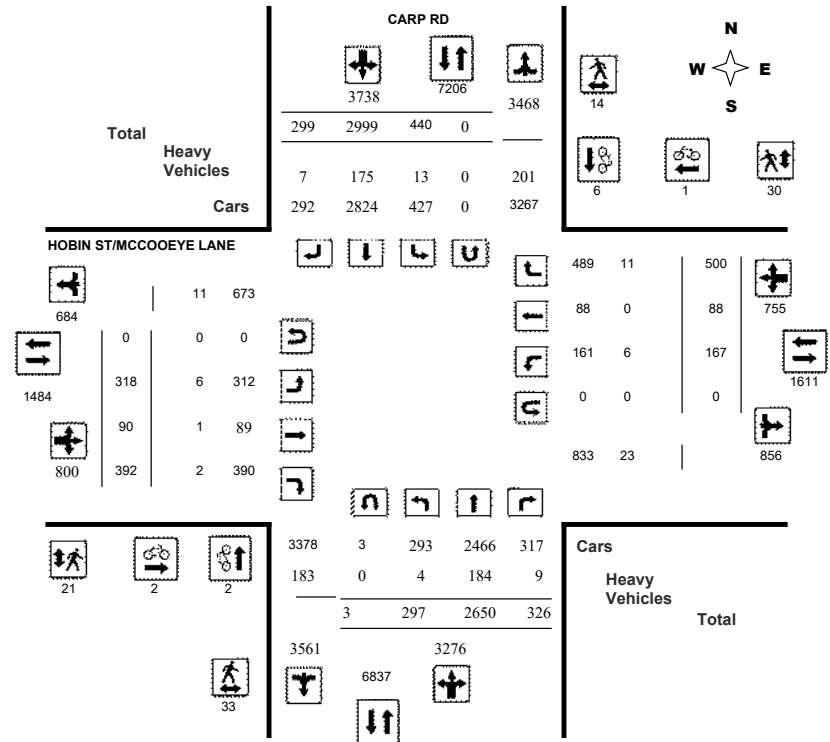 CARP RD
N
W E
S
7206
3738
3468
14
299 2999 440 0
Total
Heavy
Vehicles
7 175 13 0 201
Cars
292 2824 427 0 3267
6 1 30
HOBIN ST/MCCOOEYE LANE
11 673
684
489 11 500
755
88 0 88
0 0 0
1484
318 6 312
161 6 167
1611
0 0 0
90 1 89
800
392 2 390
833 23 856
3378 3 293 2466 317
Cars
183 0 4 184 9
Heavy
Vehicles
3 297 2650 326
Total
21 2 2
3561 3276
6837
33